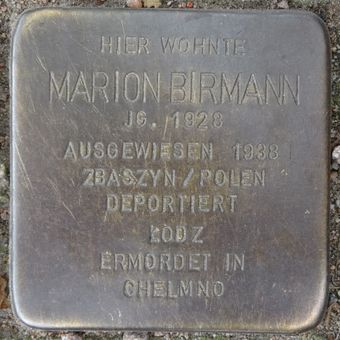 HIER WOHNTE
MARION BIRMANN
JG. 1928
AUSGEWIESEN 1938
ZBASZYN / POLEN
DEPORTIERT
ŁODZ
ERMORDET IN
CHELMNO